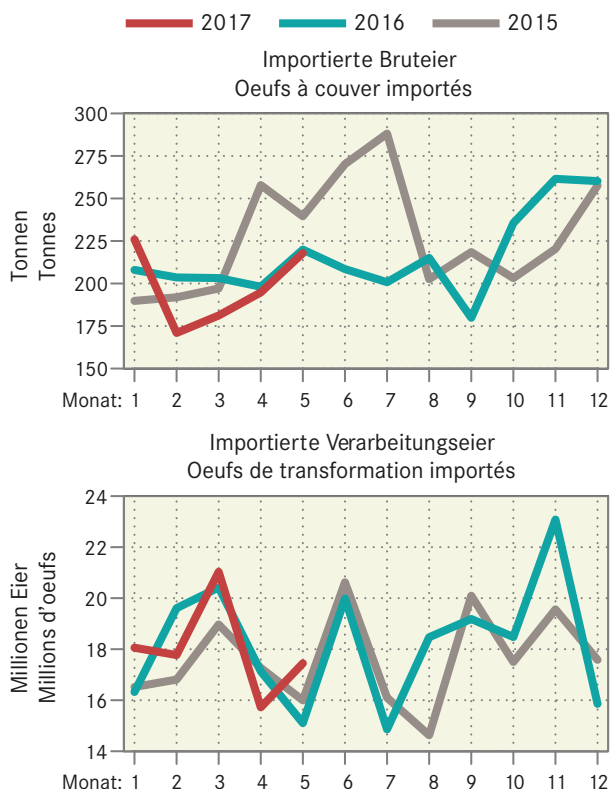 2017 2016 2015
Importierte Bruteier
Oeufs à couver importés
Tonnen
Tonnes
300
275
250
225
200
175
150
Monat: 1 2 3 4 5 6 7 8 9 10 11 12
Importierte Verarbeitungseier
Oeufs de transformation importés
Millionen Eier
Millions d'oeufs
24
22
20
18
16
14
Monat: 1 2 3 4 5 6 7 8 9 10 11 12